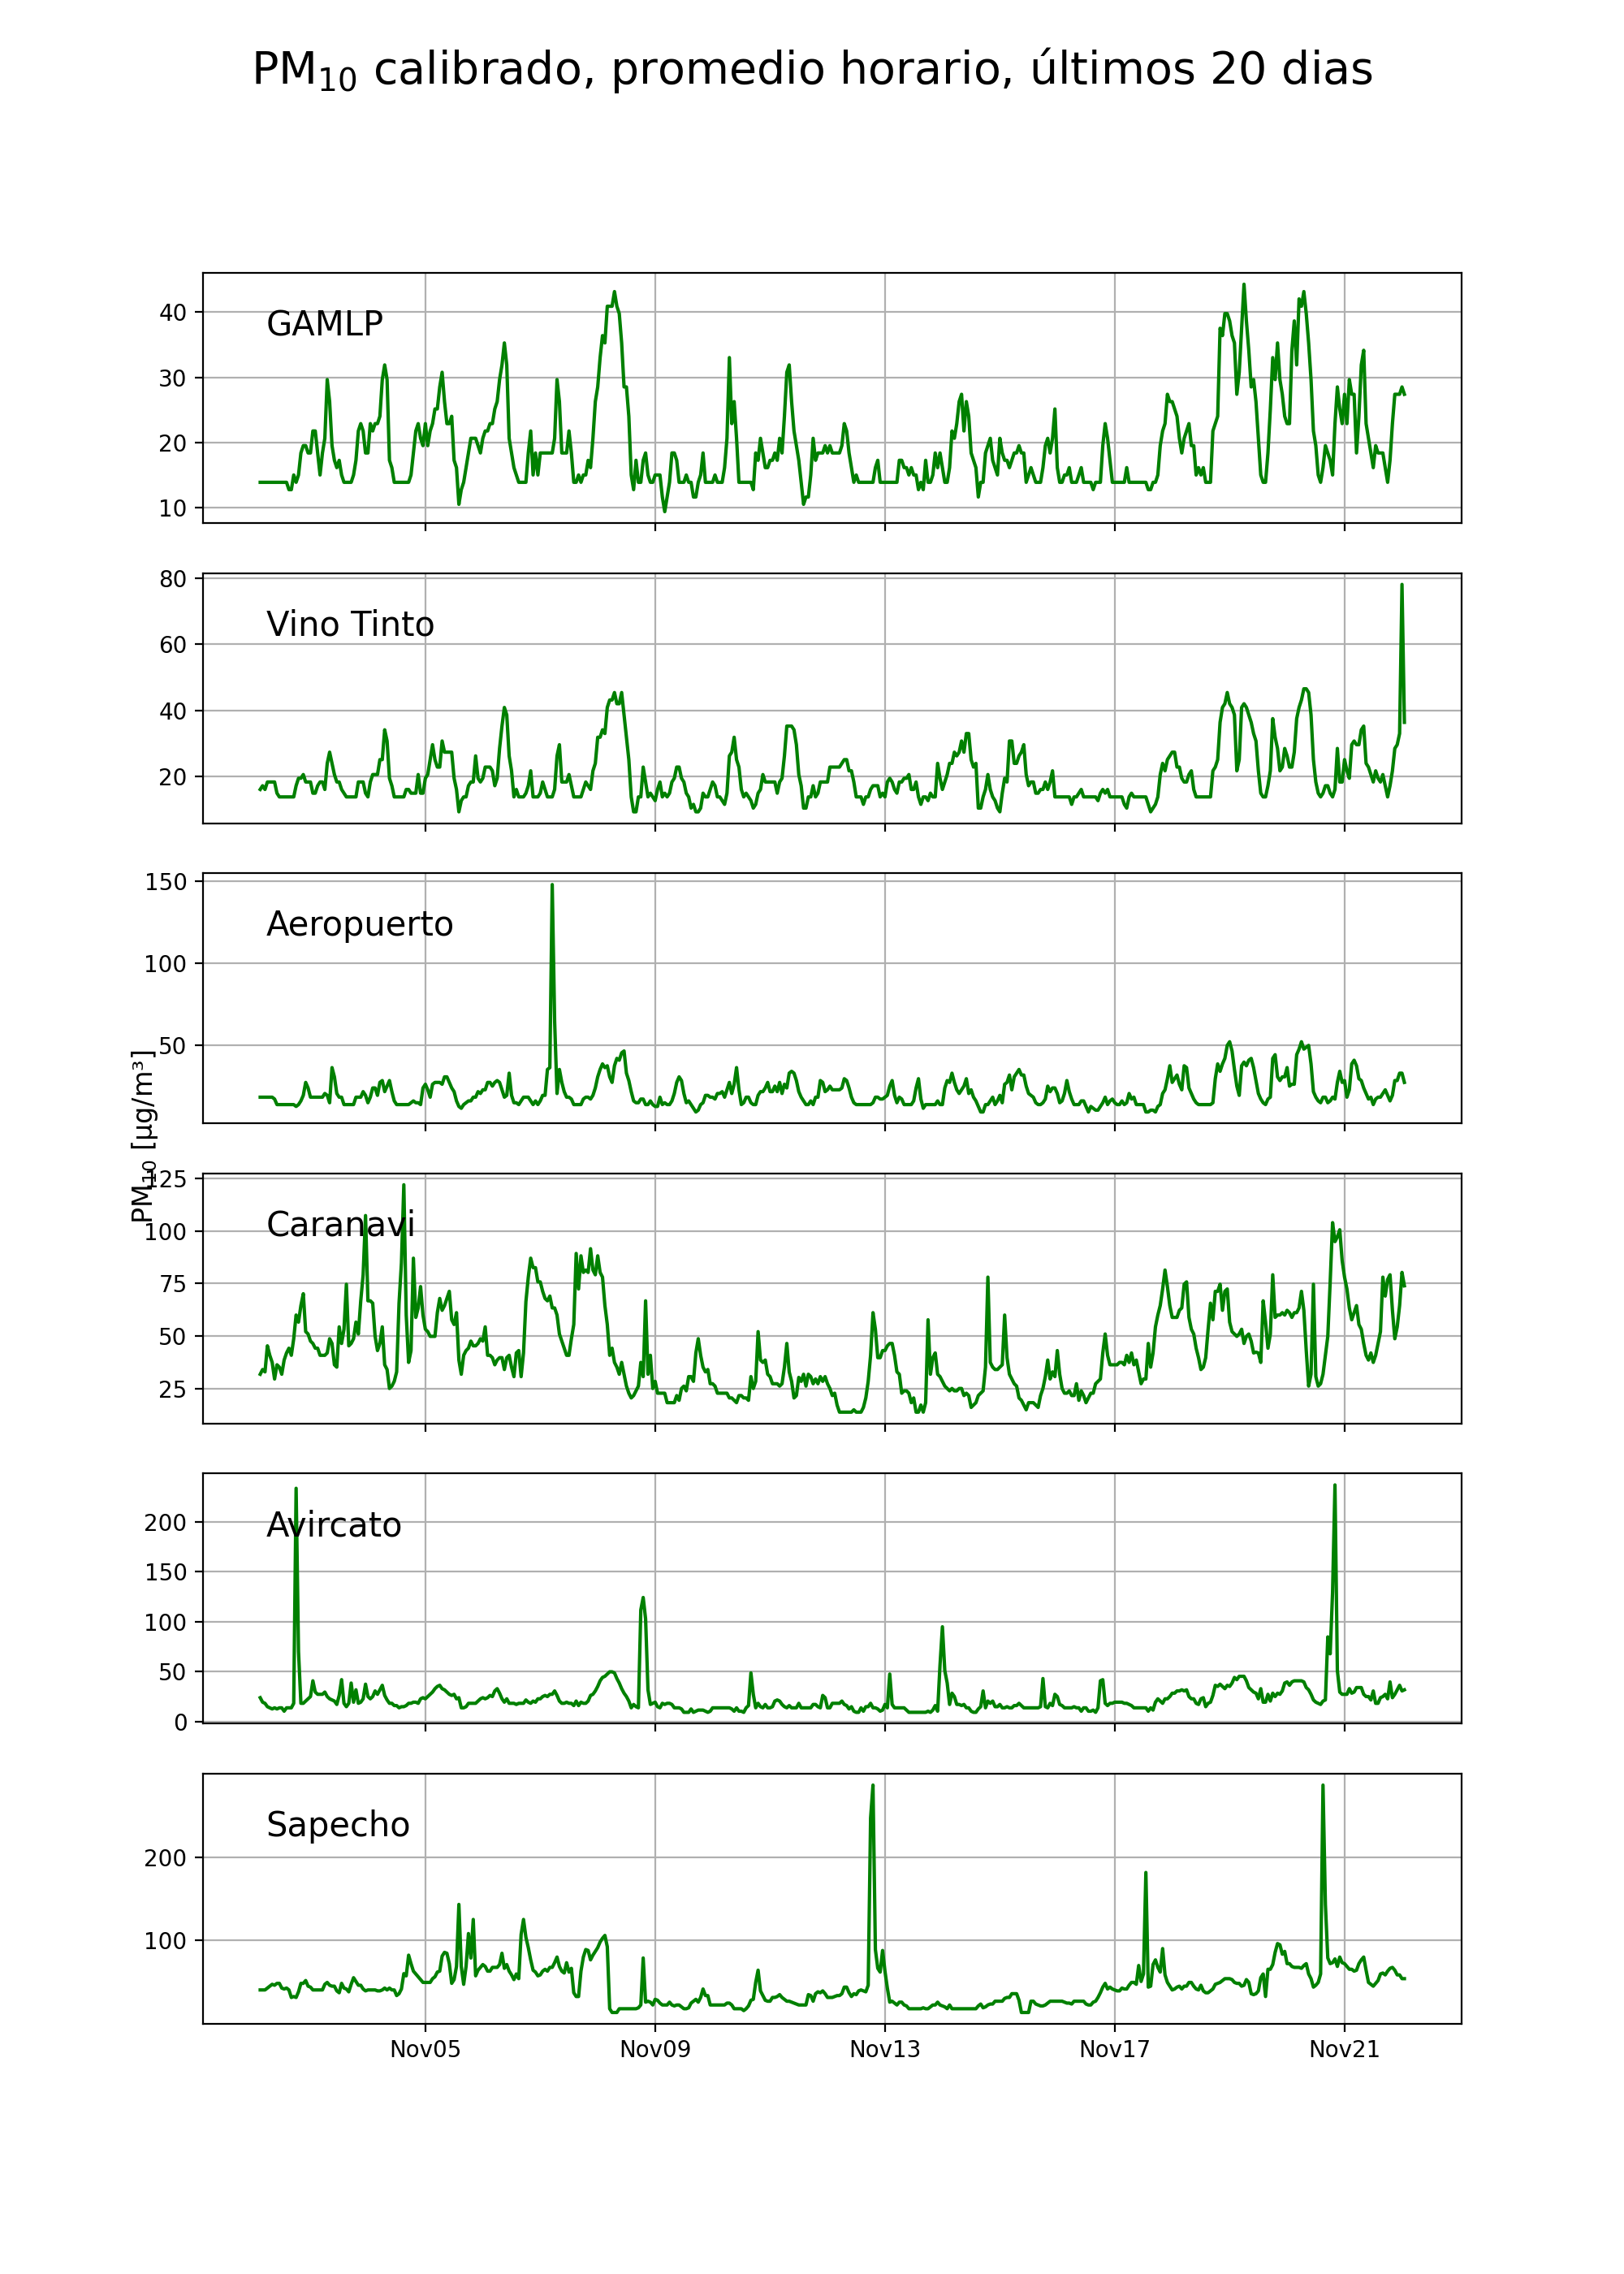 PM₁₀ calibrado, promedio horario, últimos 20 dias
40
30
20
10
GAMLP
80
60
40
20
Vino Tinto
150
100
50
Aeropuerto
PM₁₀ [µg/m³]
125
100
75
50
25
Caranavi
200
150
100
50
0
Avircato
200
100
Sapecho
Nov05 Nov09 Nov13 Nov17 Nov21